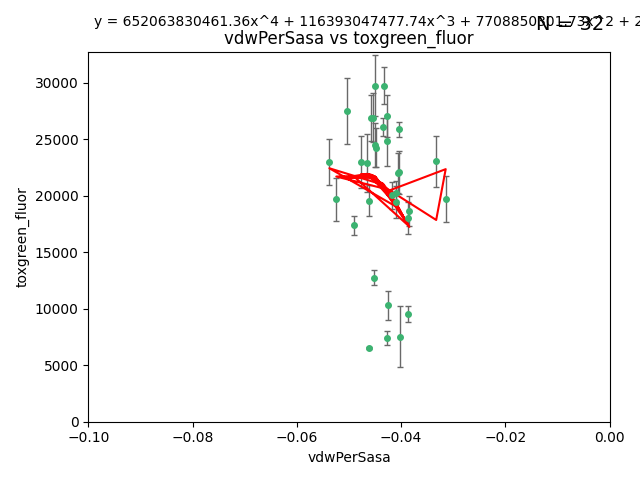 y = 652063830461.36x^4 + 116393047477.74x^3 + 2
N = 32
vdwPerSasa vs toxgreen_fluor
30000
25000
20000
15000
10000
5000
0
toxgreen_fluor
−0.10
−0.08
−0.06
−0.04
−0.02
0.00
vdwPerSasa